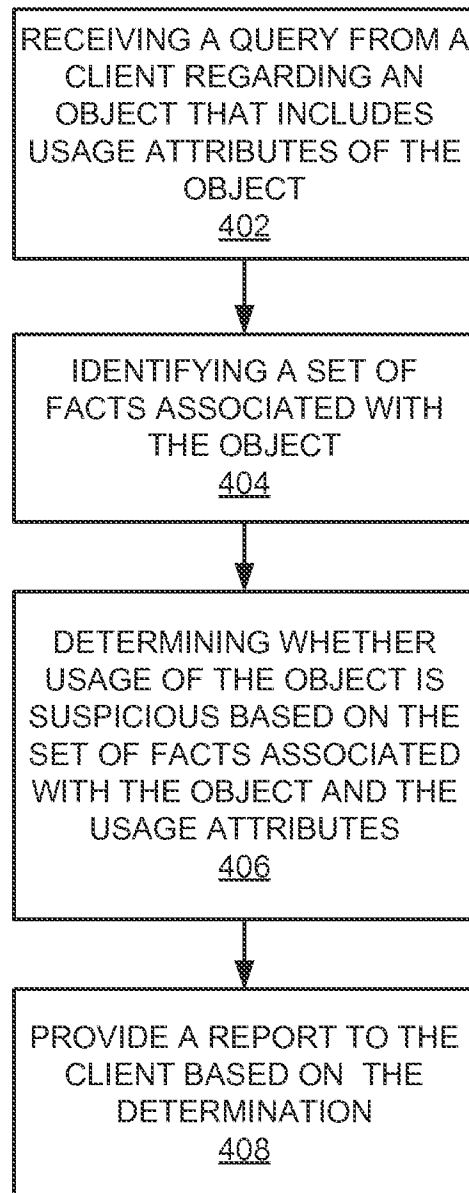 RECEIVING A QUERY FROM A
CLIENT REGARDING AN
OBJECT THAT INCLUDES
USAGE ATTRIBUTES OF THE
OBJECT
402
IDENTIFYING A SET OF
FACTS ASSOCIATED WITH
THE OBJECT
404
DETERMINING WHETHER
USAGE OF THE OBJECT IS
SUSPICIOUS BASED ON THE
SET OF FACTS ASSOCIATED
WITH THE OBJECT AND THE
USAGE ATTRIBUTES
406
PROVIDE A REPORT TO THE
CLIENT BASED ON THE
DETERMINATION
408